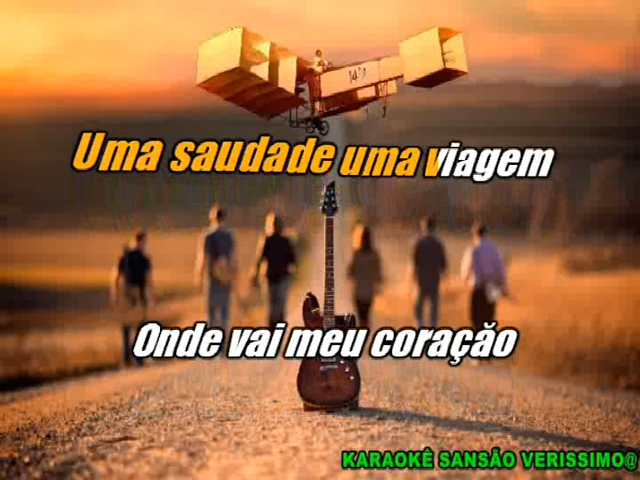 Uma saudade uma viagem
Onde vai meu coração
KARAOKÊ SANSÃO VERISSIMO@